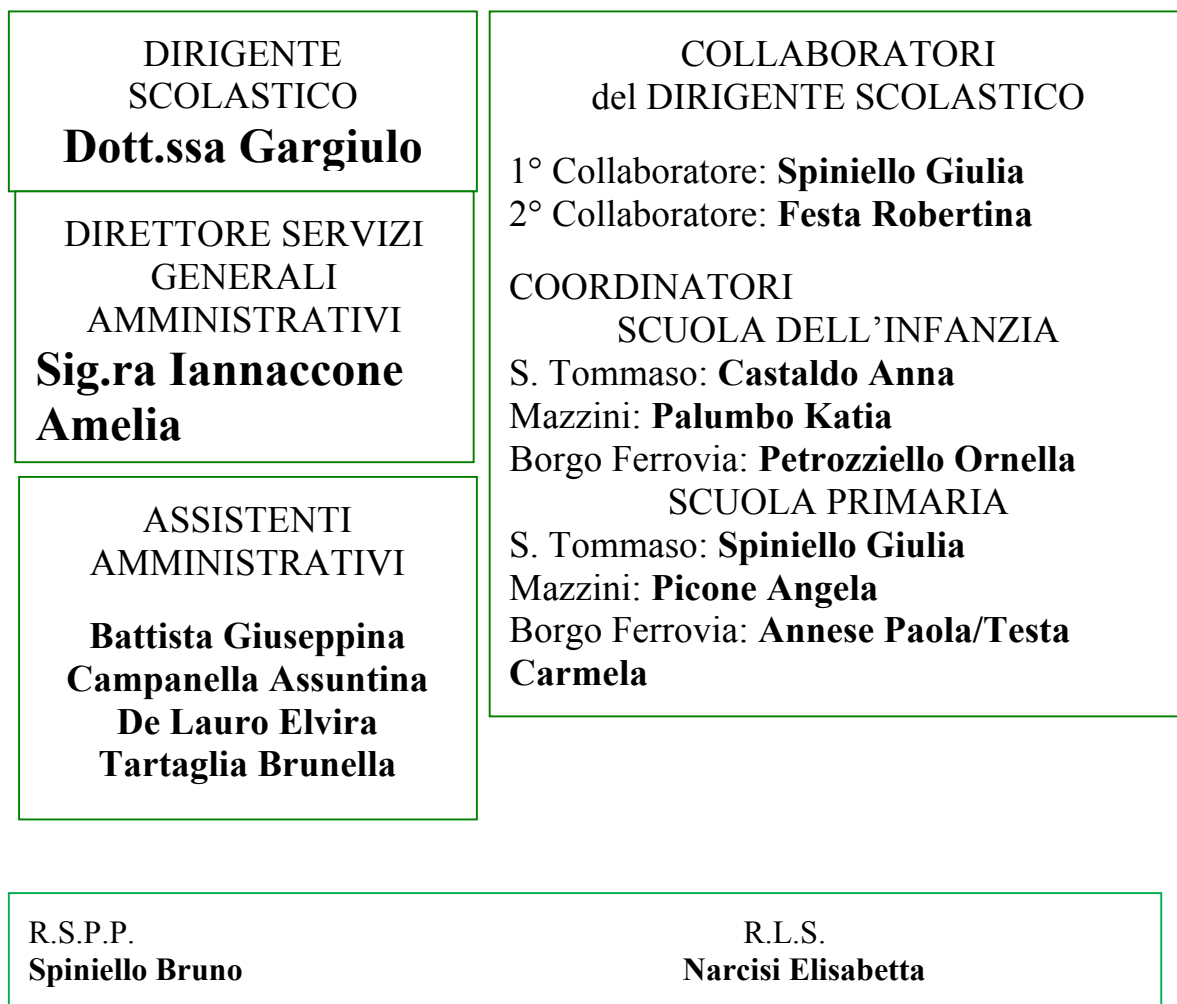 DIRIGENTE
SCOLASTICO
Dott.ssa Gargiulo
DIRETTORE SERVIZI
GENERALI
AMMINISTRATIVI
Sig.ra Iannaccone
Amelia
ASSISTENTI
AMMINISTRATIVI
Battista Giuseppina
Campanella Assuntina
De Lauro Elvira
Tartaglia Brunella
COLLABORATORI
del DIRIGENTE SCOLASTICO
1° Collaboratore: Spiniello Giulia
2° Collaboratore: Festa Robertina
COORDINATORI
SCUOLA DELL’INFANZIA
S. Tommaso: Castaldo Anna
Mazzini: Palumbo Katia
Borgo Ferrovia: Petrozziello Ornella
SCUOLA PRIMARIA
S. Tommaso: Spiniello Giulia
Mazzini: Picone Angela
Borgo Ferrovia: Annese Paola/Testa
Carmela
R.S.P.P. R.L.S.
Spiniello Bruno Narcisi Elisabetta